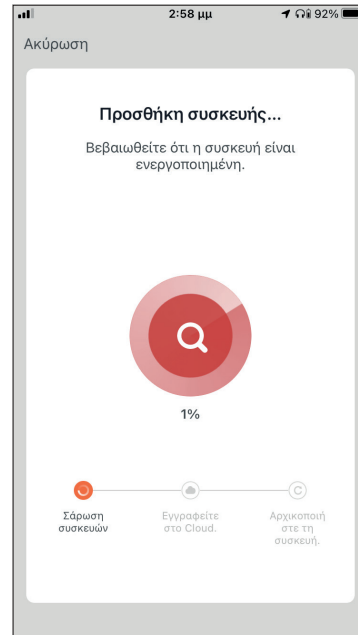 2:58 μμ 92%
Ακύρωση
Προσθήκη συσκευής...
Βεβαιωθείτε ότι η συσκευή είναι
ενεργοποιημένη.
1%
Σάρωση
συσκευών
Εγγραφείτε
στο Cloud.
Αρχικοποιή
στε τη
συσκευή.